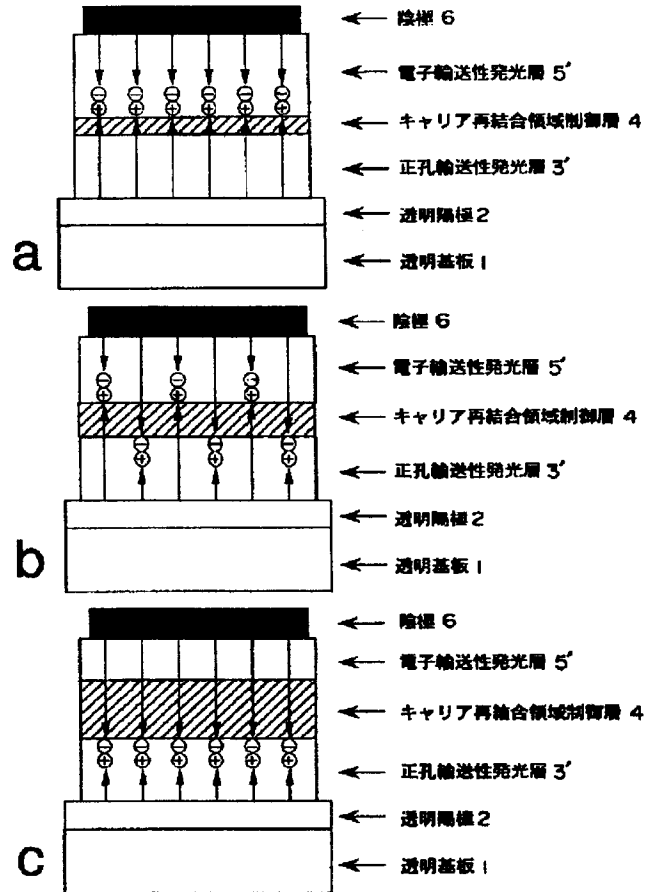 陰極 6
電子輸送性発光層 5′
キャリア再結合領域制御層 4
正孔輸送性発光層 3′
透明陽極 2
透明基板 1
a
陰極 6
電子輸送性発光層 5′
キャリア再結合領域制御層 4
正孔輸送性発光層 3′
透明陽極 2
透明基板 1
b
陰極 6
電子輸送性発光層 5′
キャリア再結合領域制御層 4
正孔輸送性発光層 3′
透明陽極 2
透明基板 1
c